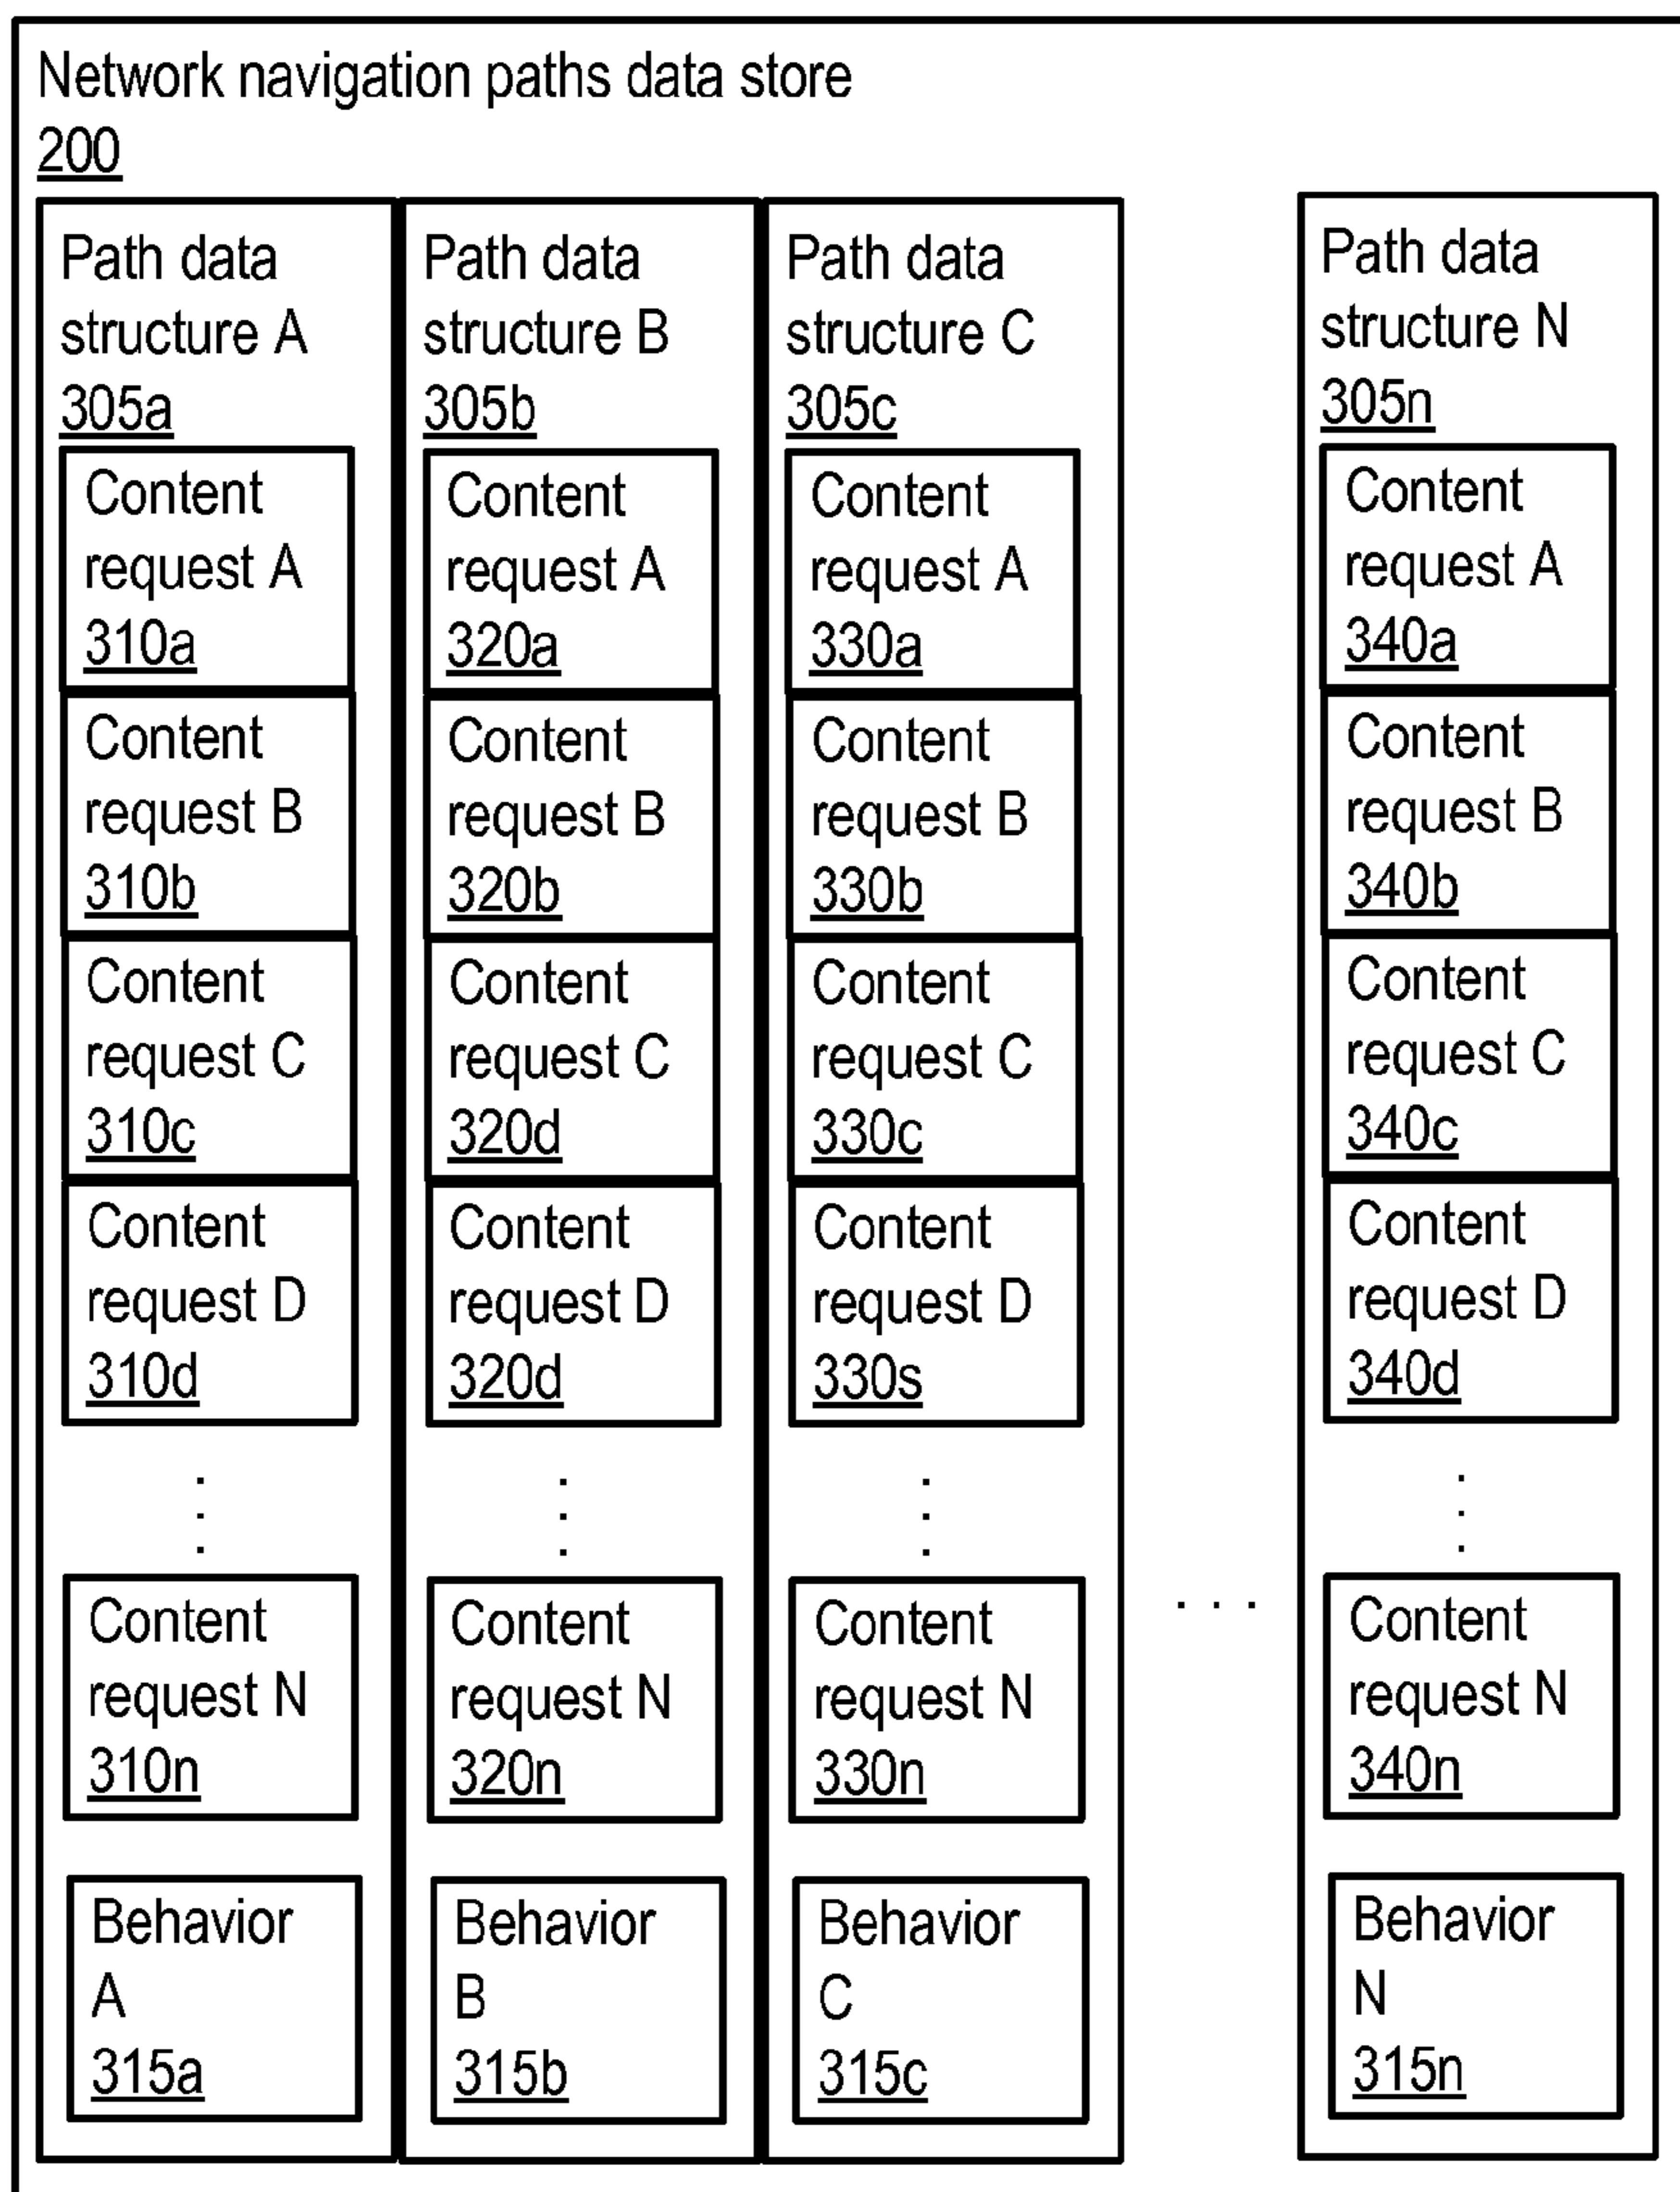 Network navigation paths data store
200
Path data
structure A
305a
Content
request A
310a
Content
request B
310b
Content
request C
310c
Content
request D
310d
.
.
.
Content
request N
310n
Behavior
A
315a
Path data
structure B
305b
Content
request A
320a
Content
request B
320b
Content
request C
320d
Content
request D
320d
.
.
.
Content
request N
320n
Behavior
B
315b
Path data
structure C
305c
Content
request A
330a
Content
request B
330b
Content
request C
330c
Content
request D
330s
.
.
.
Content
request N
330n
Behavior
C
315c
. . .
Path data
structure N
305n
Content
request A
340a
Content
request B
340b
Content
request C
340c
Content
request D
340d
.
.
.
Content
request N
340n
Behavior
N
315n